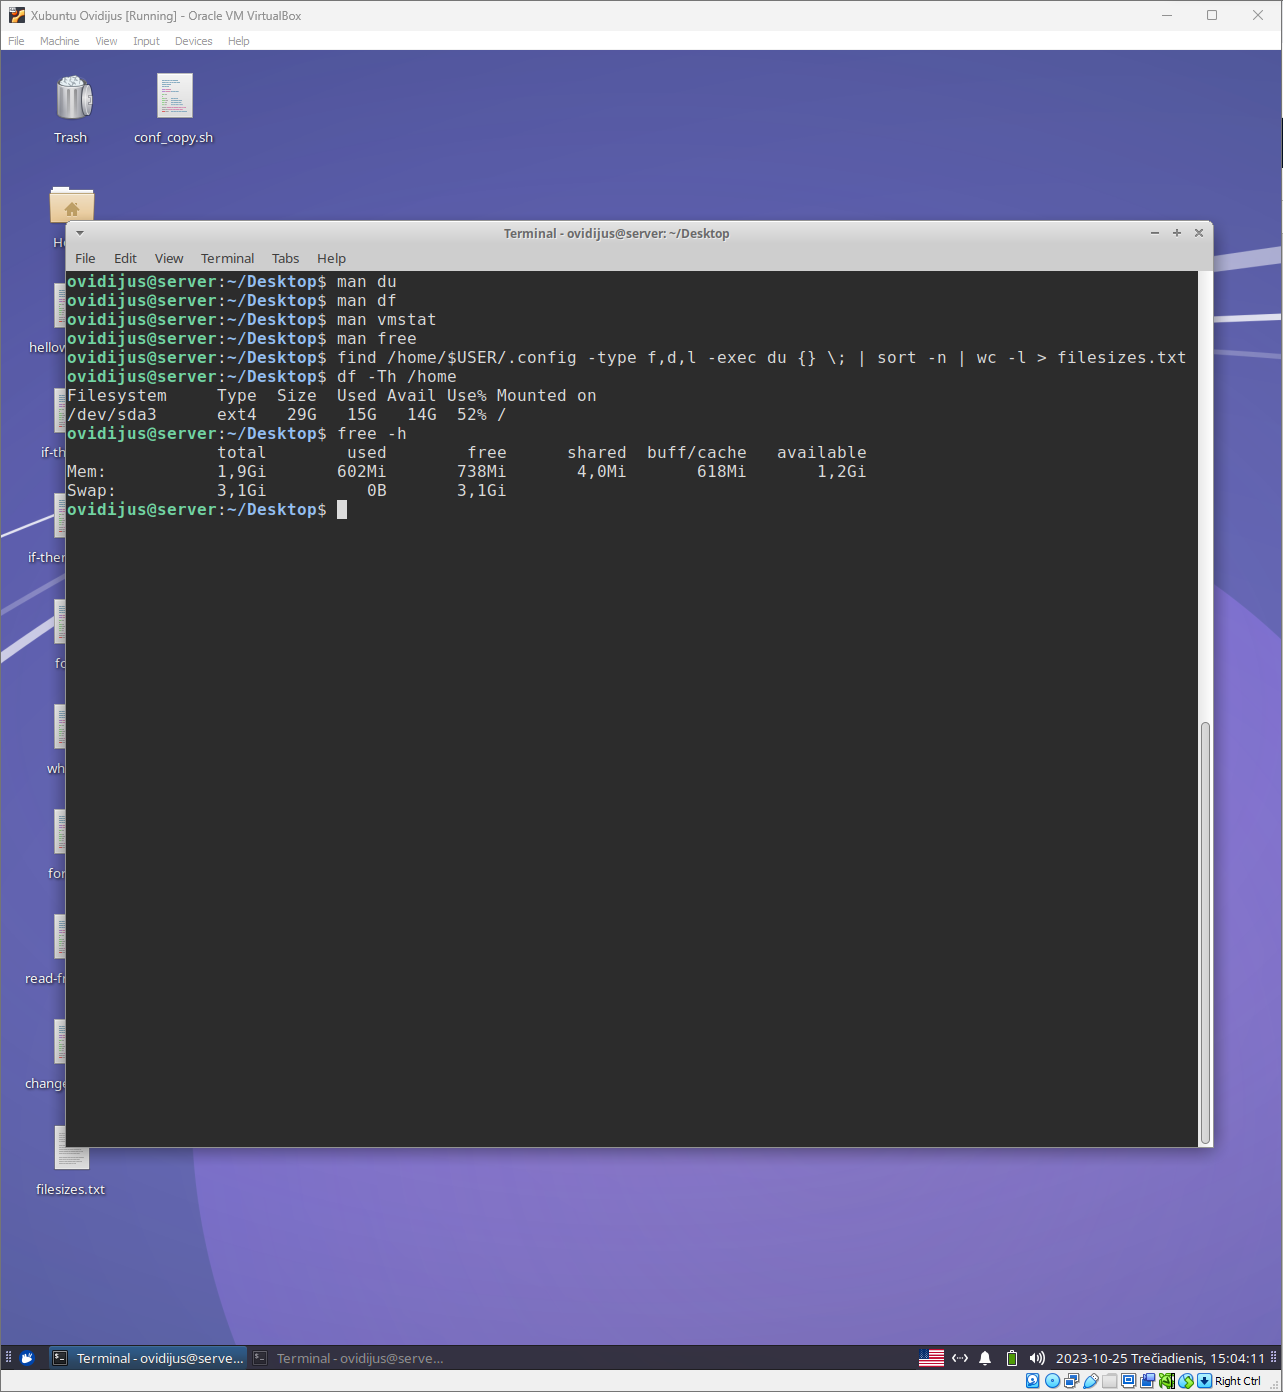 Xubuntu Ovidijus [Running] - Oracle VM VirtualBox
File Machine View Input Devices Help
Trash
conf_copy.sh
Terminal - ovidijus@server: ~/Desktop
File Edit View Terminal Tabs Help
ovidijus@server:~/Desktop$ man du
ovidijus@server:~/Desktop$ man df
ovidijus@server:~/Desktop$ man vmstat
ovidijus@server:~/Desktop$ man free
ovidijus@server:~/Desktop$ find /home/$USER/.config -type f,d,l -exec du {} \; | sort -n | wc -l > filesizes.txt
ovidijus@server:~/Desktop$ df -Th /home
Filesystem     Type  Size  Used Avail Use% Mounted on
/dev/sda3      ext4   29G   15G   14G  52% /
ovidijus@server:~/Desktop$ free -h
               total        used        free      shared  buff/cache   available
Mem:           1,9Gi       602Mi       738Mi       4,0Mi       618Mi       1,2Gi
Swap:          3,1Gi          0B       3,1Gi
ovidijus@server:~/Desktop$
H
hellow
if-th
if-ther
fo
wh
for
read-fr
change
filesizes.txt
Terminal - ovidijus@serve...
Terminal - ovidijus@serve...
2023-10-25 Trečiadienis, 15:04:11
Right Ctrl